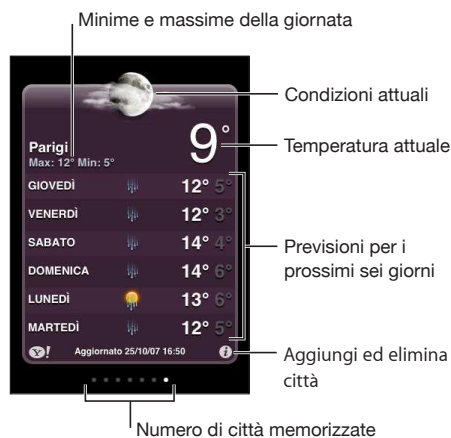 Minime e massime della giornata
Condizioni attuali
9°
Temperatura attuale
Parigi
Max: 12° Min: 5°
GIOVEDÌ 12° 5°
VENERDÌ 12° 3°
SABATO 14° 4°
DOMENICA 14° 6°
LUNEDÌ 13° 6°
MARTEDÌ 12° 5°
Previsioni per i
prossimi sei giorni
Y! Aggiornato 25/10/07 16:50 i
Aggiungi ed elimina
città
Numero di città memorizzate